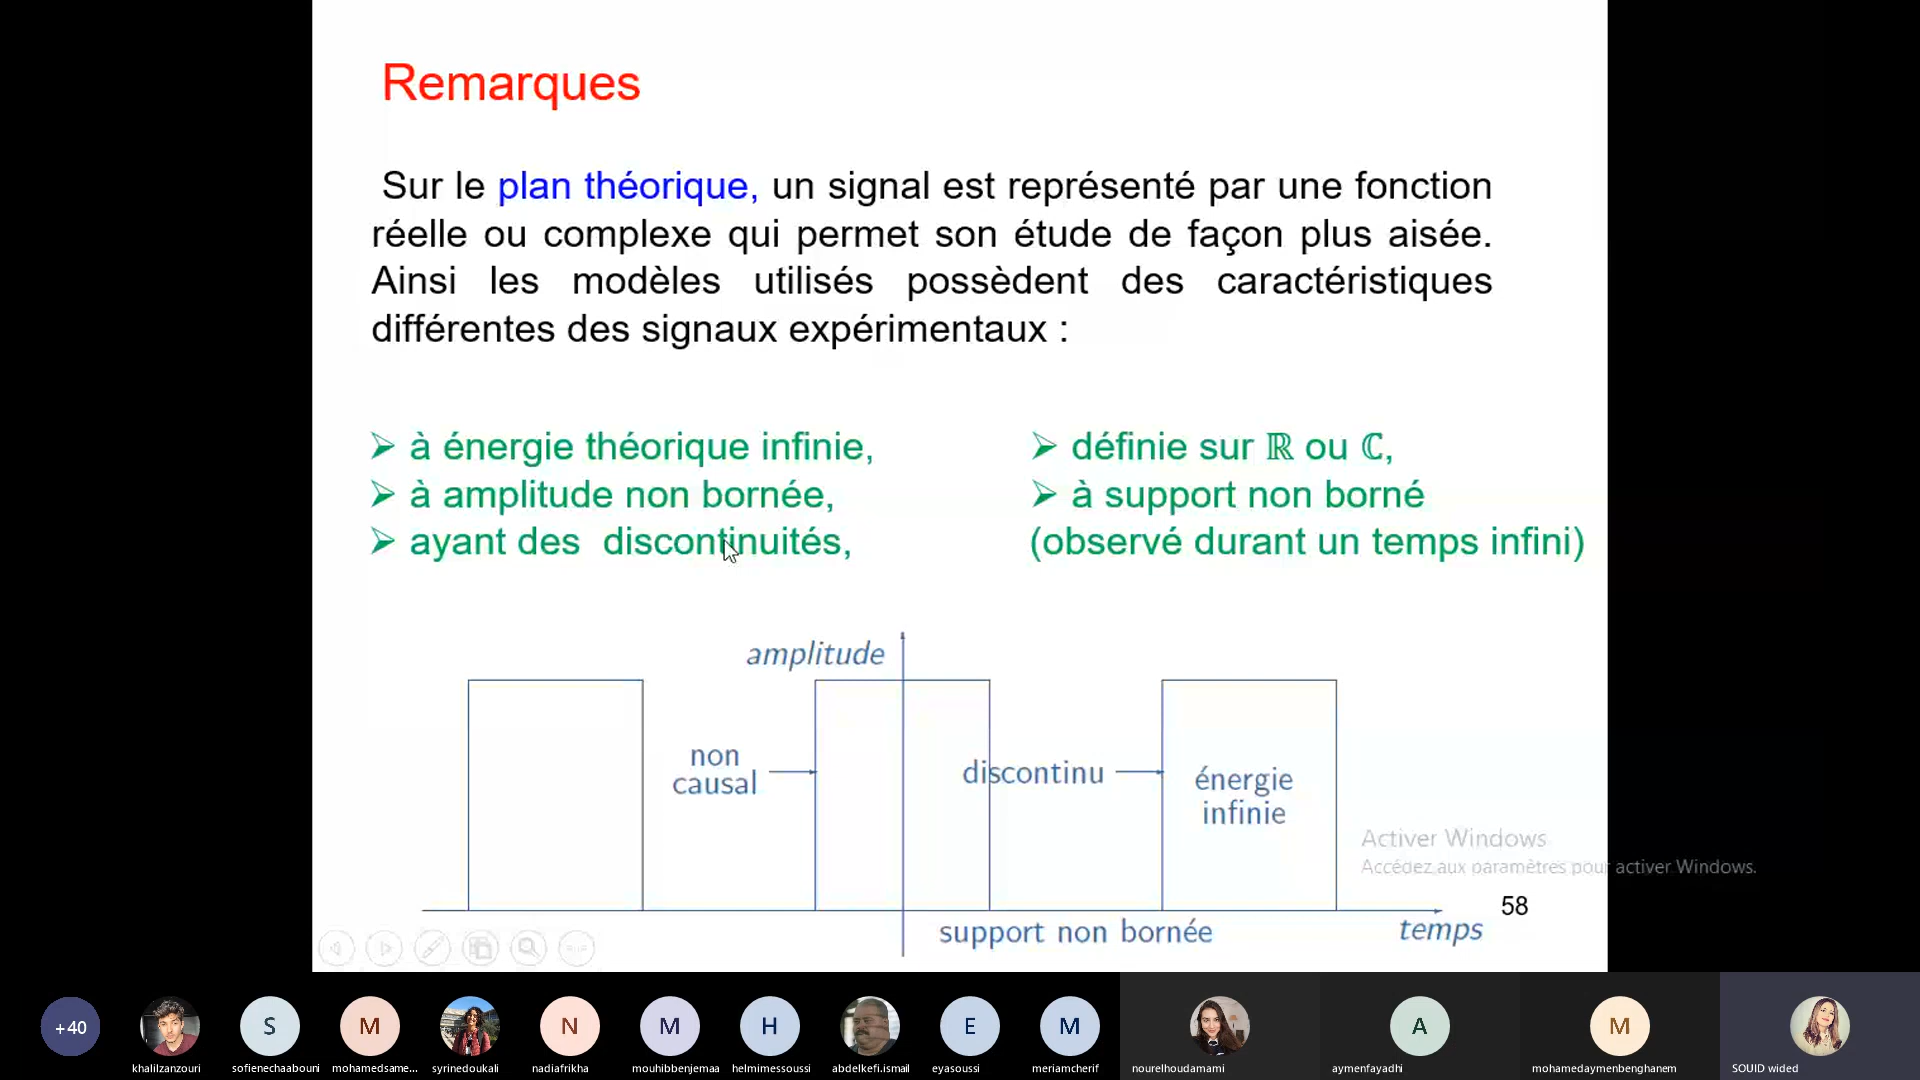 Remarques
Sur le plan théorique, un signal est représenté par une fonction
réelle ou complexe qui permet son étude de façon plus aisée.
Ainsi les modèles utilisés possèdent des caractéristiques
différentes des signaux expérimentaux :
➢ à énergie théorique infinie,
➢ à amplitude non bornée,
➢ ayant des discontinuités,
➢ définie sur ℝ ou ℂ,
➢ à support non borné
(observé durant un temps infini)
amplitude
non
causal
discontinu
énergie
infinie
support non bornée
temps
Activer Windows
Accédez aux paramètres pour activer Windows.
58
+40
S
M
N
M
H
E
M
A
M
khalilzanzouri
sofienechaabouni
mohamedsame...
syrinedoukali
nadiafrikha
mouhibbenjemaa
helmimessoussi
abdelkefi.ismail
eyasoussi
meriamcherif
nourelhoudamami
aymenfayadhi
mohamedaymenbenghanem
SOUID wided